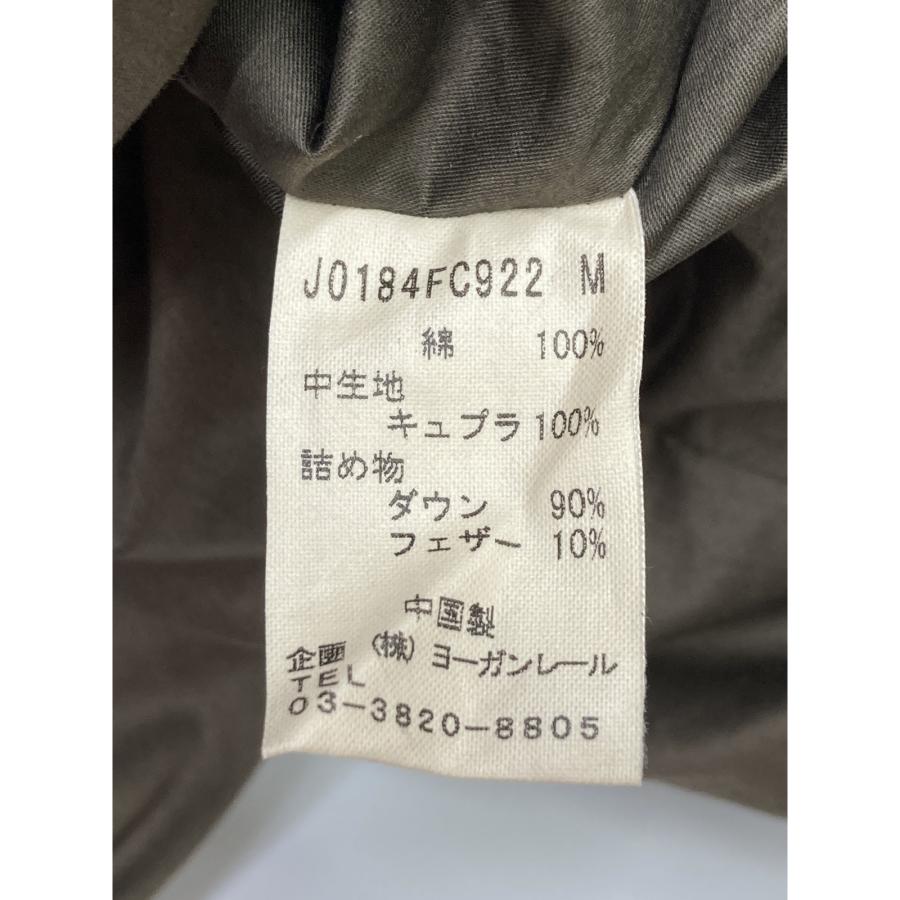 J0184FC922 M
綿 100%
中生地
キュプラ 100%
詰め物
ダウン 90%
フェザー 10%
中国製
企画 (株)ヨーガンレール
TEL
03-3820-8805